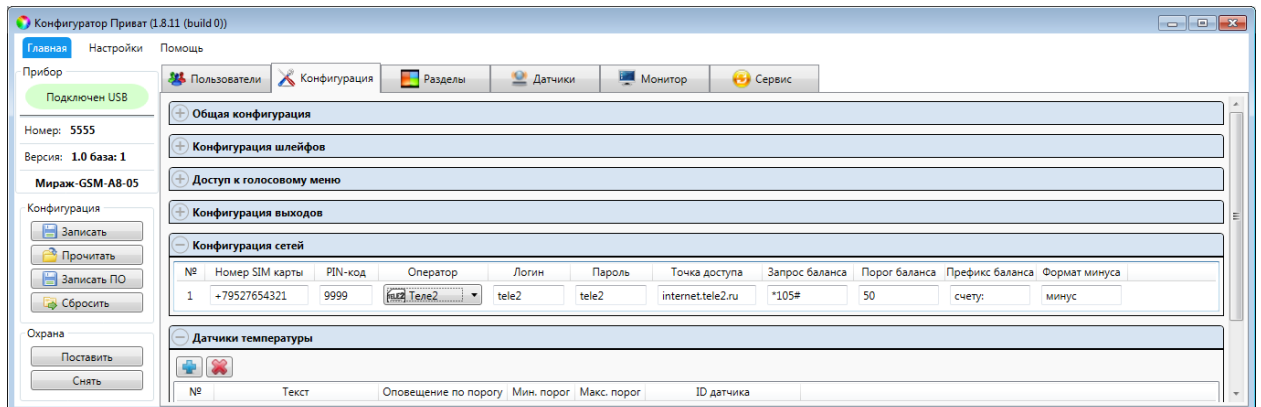 Конфигуратор Приват (1.8.11 (build 0))
Главная Настройки Помощь
Прибор
Подключен USB
Номер: 5555
Версия: 1.0 база: 1
Мираж-GSM-A8-05
Конфигурация
Записать
Прочитать
Записать ПО
Сбросить
Охрана
Поставить
Снять
Пользователи Конфигурация Разделы Датчики Монитор Сервис
Общая конфигурация
Конфигурация шлейфов
Доступ к голосовому меню
Конфигурация выходов
Конфигурация сетей
№ Номер SIM карты PIN-код Оператор Логин Пароль Точка доступа Запрос баланса Порог баланса Префикс баланса Формат минуса
1 +79527654321 9999 TELE2 Теле2 tele2 tele2 internet.tele2.ru *105# 50 счету: минус
Датчики температуры
№ Текст Оповещение по порогу Мин. порог Макс. порог ID датчика